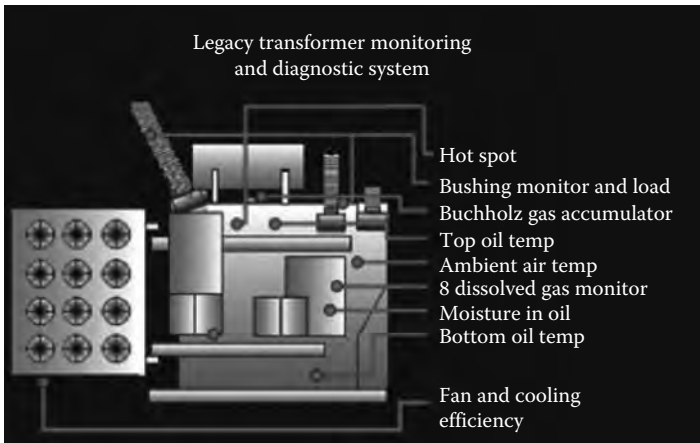 Legacy transformer monitoring
and diagnostic system
Hot spot
Bushing monitor and load
Buchholz gas accumulator
Top oil temp
Ambient air temp
8 dissolved gas monitor
Moisture in oil
Bottom oil temp
Fan and cooling
efficiency